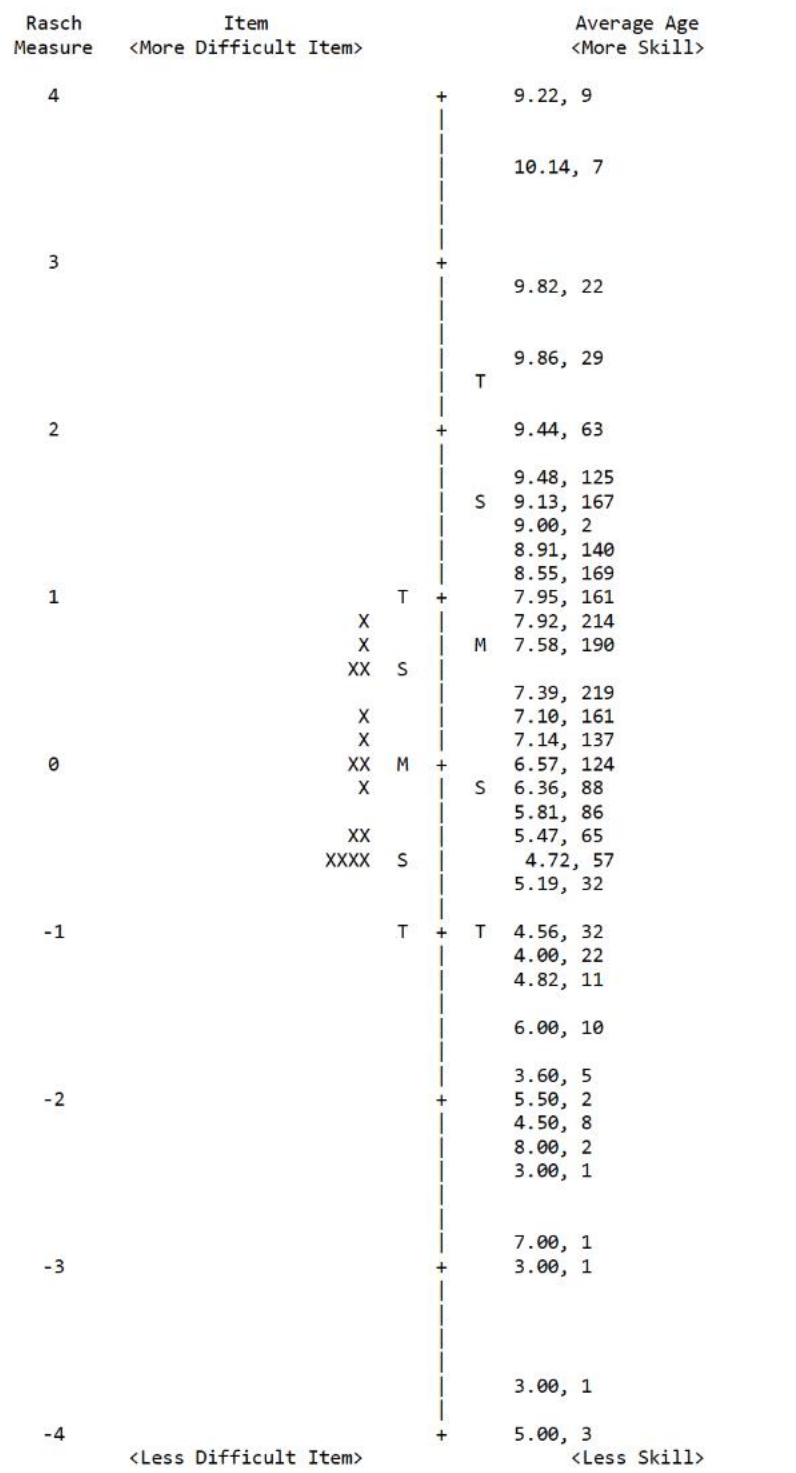 Rasch Item Average Age
Measure <More Difficult Item> <More Skill>
4 + 9.22, 9
|
|
| 10.14, 7
|
|
|
3 +
| 9.82, 22
|
|
| 9.86, 29
| T
|
2 + 9.44, 63
|
| 9.48, 125
| S 9.13, 167
| 9.00, 2
| 8.91, 140
| 8.55, 169
1 T + 7.95, 161
X | 7.92, 214
X | M 7.58, 190
XX S |
| 7.39, 219
X | 7.10, 161
X | 7.14, 137
0 XX M + 6.57, 124
X | S 6.36, 88
| 5.81, 86
XX | 5.47, 65
XXXX S | 4.72, 57
| 5.19, 32
|
-1 T + T 4.56, 32
| 4.00, 22
| 4.82, 11
|
| 6.00, 10
|
| 3.60, 5
-2 + 5.50, 2
| 4.50, 8
| 8.00, 2
| 3.00, 1
|
|
| 7.00, 1
-3 + 3.00, 1
|
|
|
|
| 3.00, 1
|
-4 + 5.00, 3
<Less Difficult Item> <Less Skill>